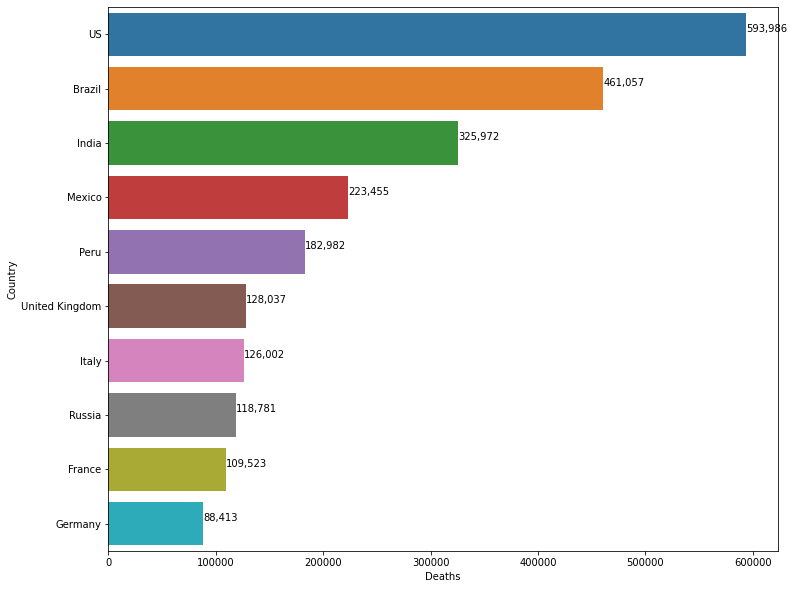 US 593,986
Brazil 461,057
India 325,972
Mexico 223,455
Peru 182,982
Country
United Kingdom 128,037
Italy 126,002
Russia 118,781
France 109,523
Germany 88,413
0 100000 200000 300000 400000 500000 600000
Deaths